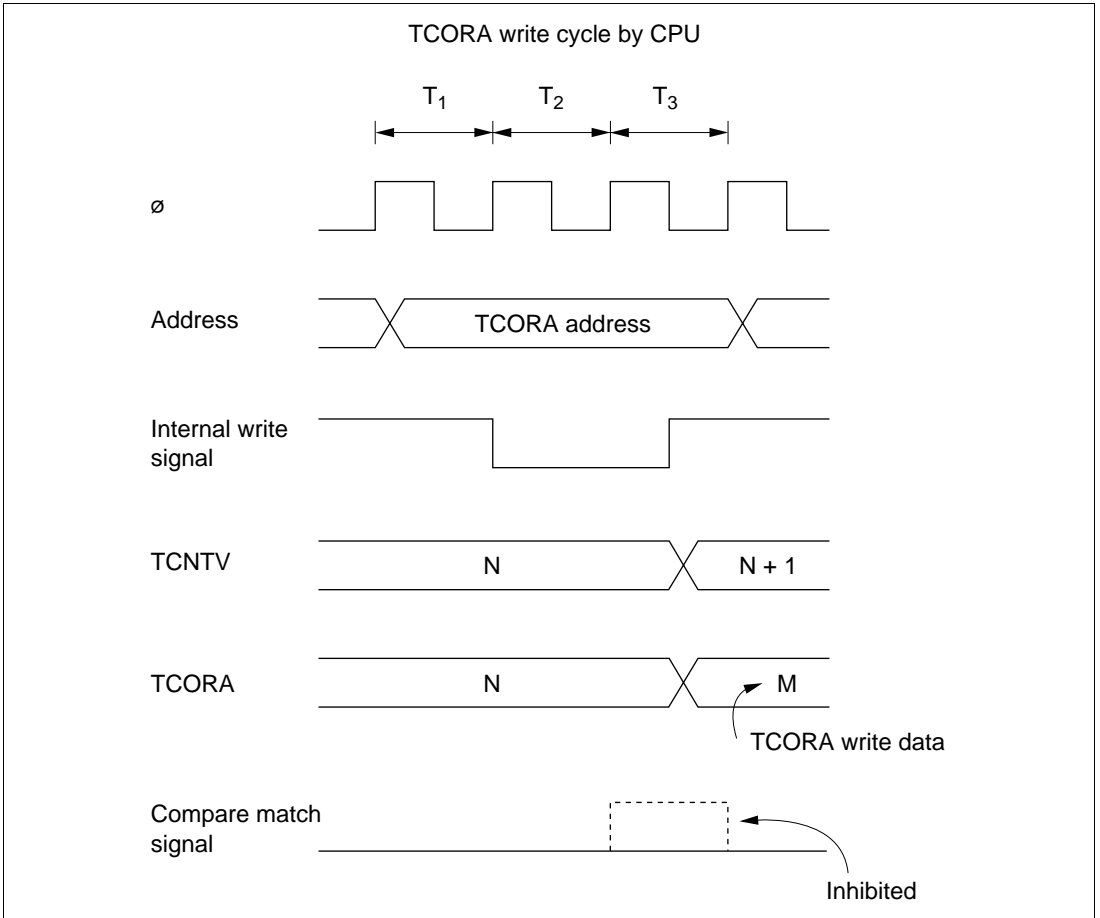 TCORA write cycle by CPU
T1 T2 T3
ø
Address
TCORA address
Internal write
signal
TCNTV
N
N + 1
TCORA
N
M
TCORA write data
Compare match
signal
Inhibited